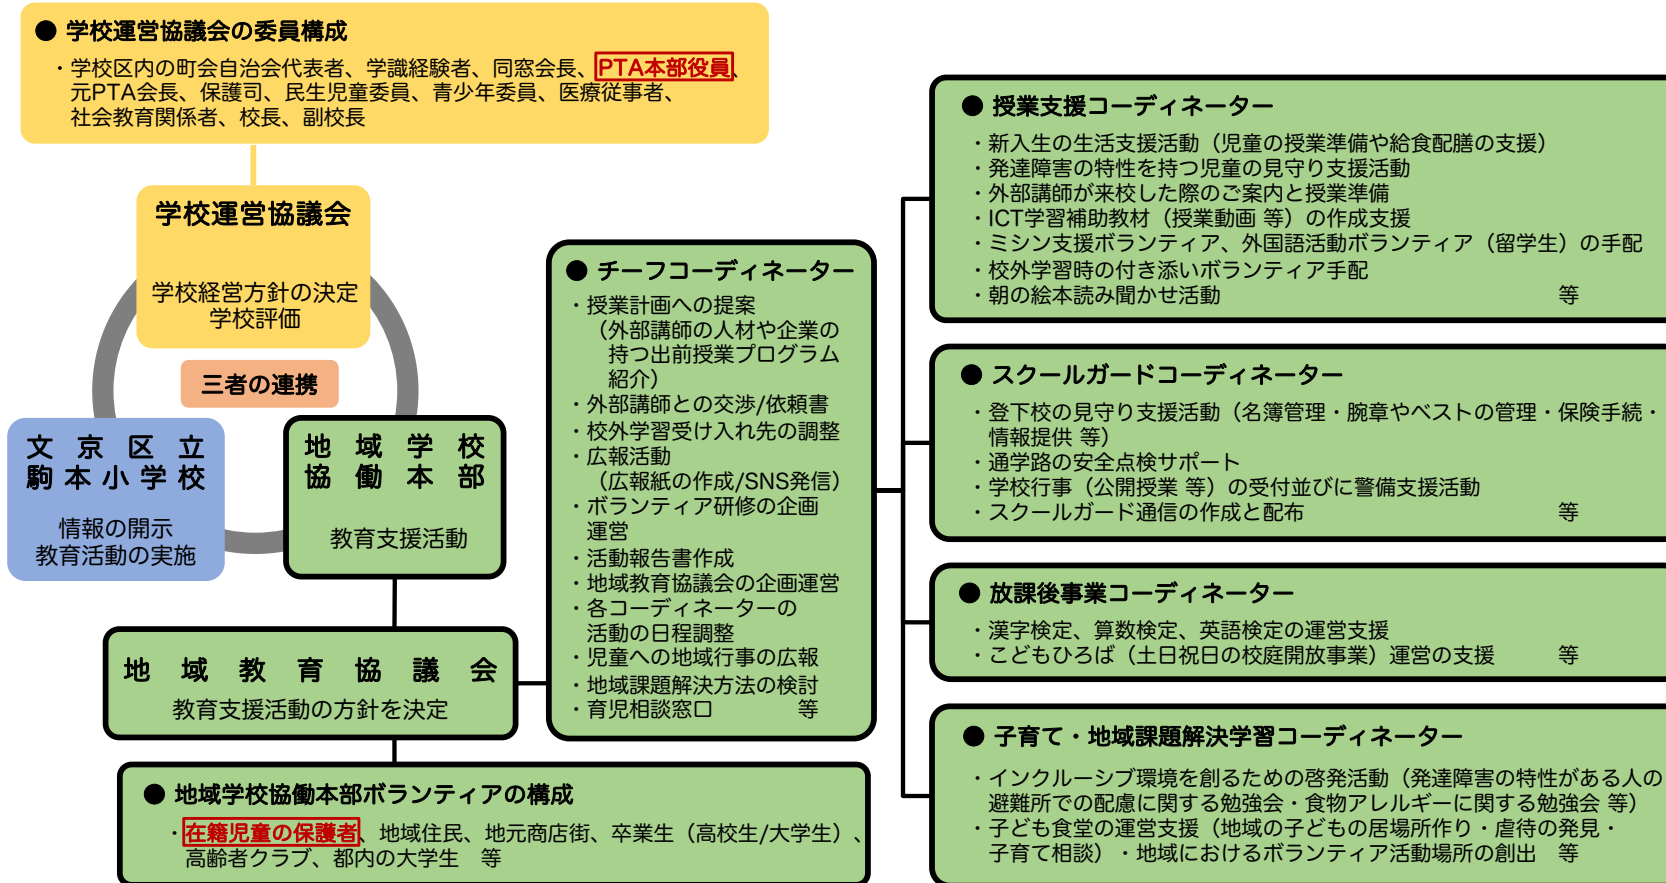 ● 学校運営協議会の委員構成
・学校区内の町会自治会代表者、学識経験者、同窓会長、PTA本部役員、
元PTA会長、保護司、民生児童委員、青少年委員、医療従事者、
社会教育関係者、校長、副校長
学校運営協議会
学校経営方針の決定
学校評価
三者の連携
文京区立
駒本小学校
情報の開示
教育活動の実施
地域学校
協働本部
教育支援活動
地域教育協議会
教育支援活動の方針を決定
● 地域学校協働本部ボランティアの構成
・在籍児童の保護者、地域住民、地元商店街、卒業生（高校生/大学生）、
高齢者クラブ、都内の大学生 等
● チーフコーディネーター
・授業計画への提案
（外部講師の人材や企業の
持つ出前授業プログラム
紹介）
・外部講師との交渉/依頼書
・校外学習受け入れ先の調整
・広報活動
（広報紙の作成/SNS発信）
・ボランティア研修の企画
運営
・活動報告書作成
・地域教育協議会の企画運営
・各コーディネーターの
活動の日程調整
・児童への地域行事の広報
・地域課題解決方法の検討
・育児相談窓口 等
● 授業支援コーディネーター
・新入生の生活支援活動（児童の授業準備や給食配膳の支援）
・発達障害の特性を持つ児童の見守り支援活動
・外部講師が来校した際のご案内と授業準備
・ICT学習補助教材（授業動画 等）の作成支援
・ミシン支援ボランティア、外国語活動ボランティア（留学生）の手配
・校外学習時の付き添いボランティア手配
・朝の絵本読み聞かせ活動 等
● スクールガードコーディネーター
・登下校の見守り支援活動（名簿管理・腕章やベストの管理・保険手続・
情報提供 等）
・通学路の安全点検サポート
・学校行事（公開授業 等）の受付並びに警備支援活動
・スクールガード通信の作成と配布 等
● 放課後事業コーディネーター
・漢字検定、算数検定、英語検定の運営支援
・こどもひろば（土日祝日の校庭開放事業）運営の支援 等
● 子育て・地域課題解決学習コーディネーター
・インクルーシブ環境を創るための啓発活動（発達障害の特性がある人の
避難所での配慮に関する勉強会・食物アレルギーに関する勉強会 等）
・子ども食堂の運営支援（地域の子どもの居場所作り・虐待の発見・
子育て相談）・地域におけるボランティア活動場所の創出 等